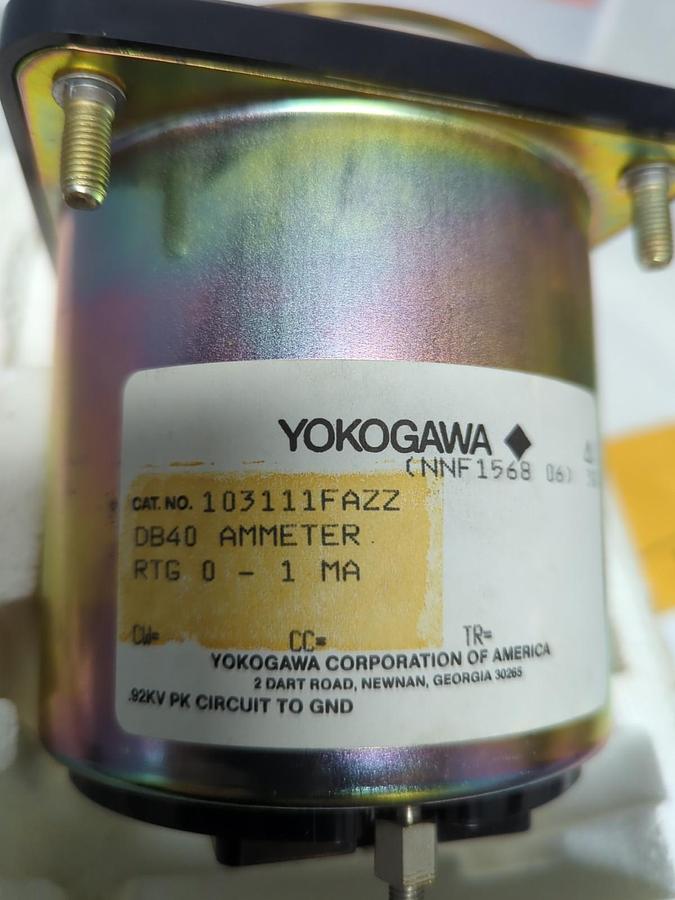 YOKOGAWA
(NNF1568 06)
CAT. NO. 103111FAZZ
DB40 AMMETER
RTG 0 - 1 MA
CW= CC= TR=
YOKOGAWA CORPORATION OF AMERICA
2 DART ROAD, NEWNAN, GEORGIA 30265
.92KV PK CIRCUIT TO GND